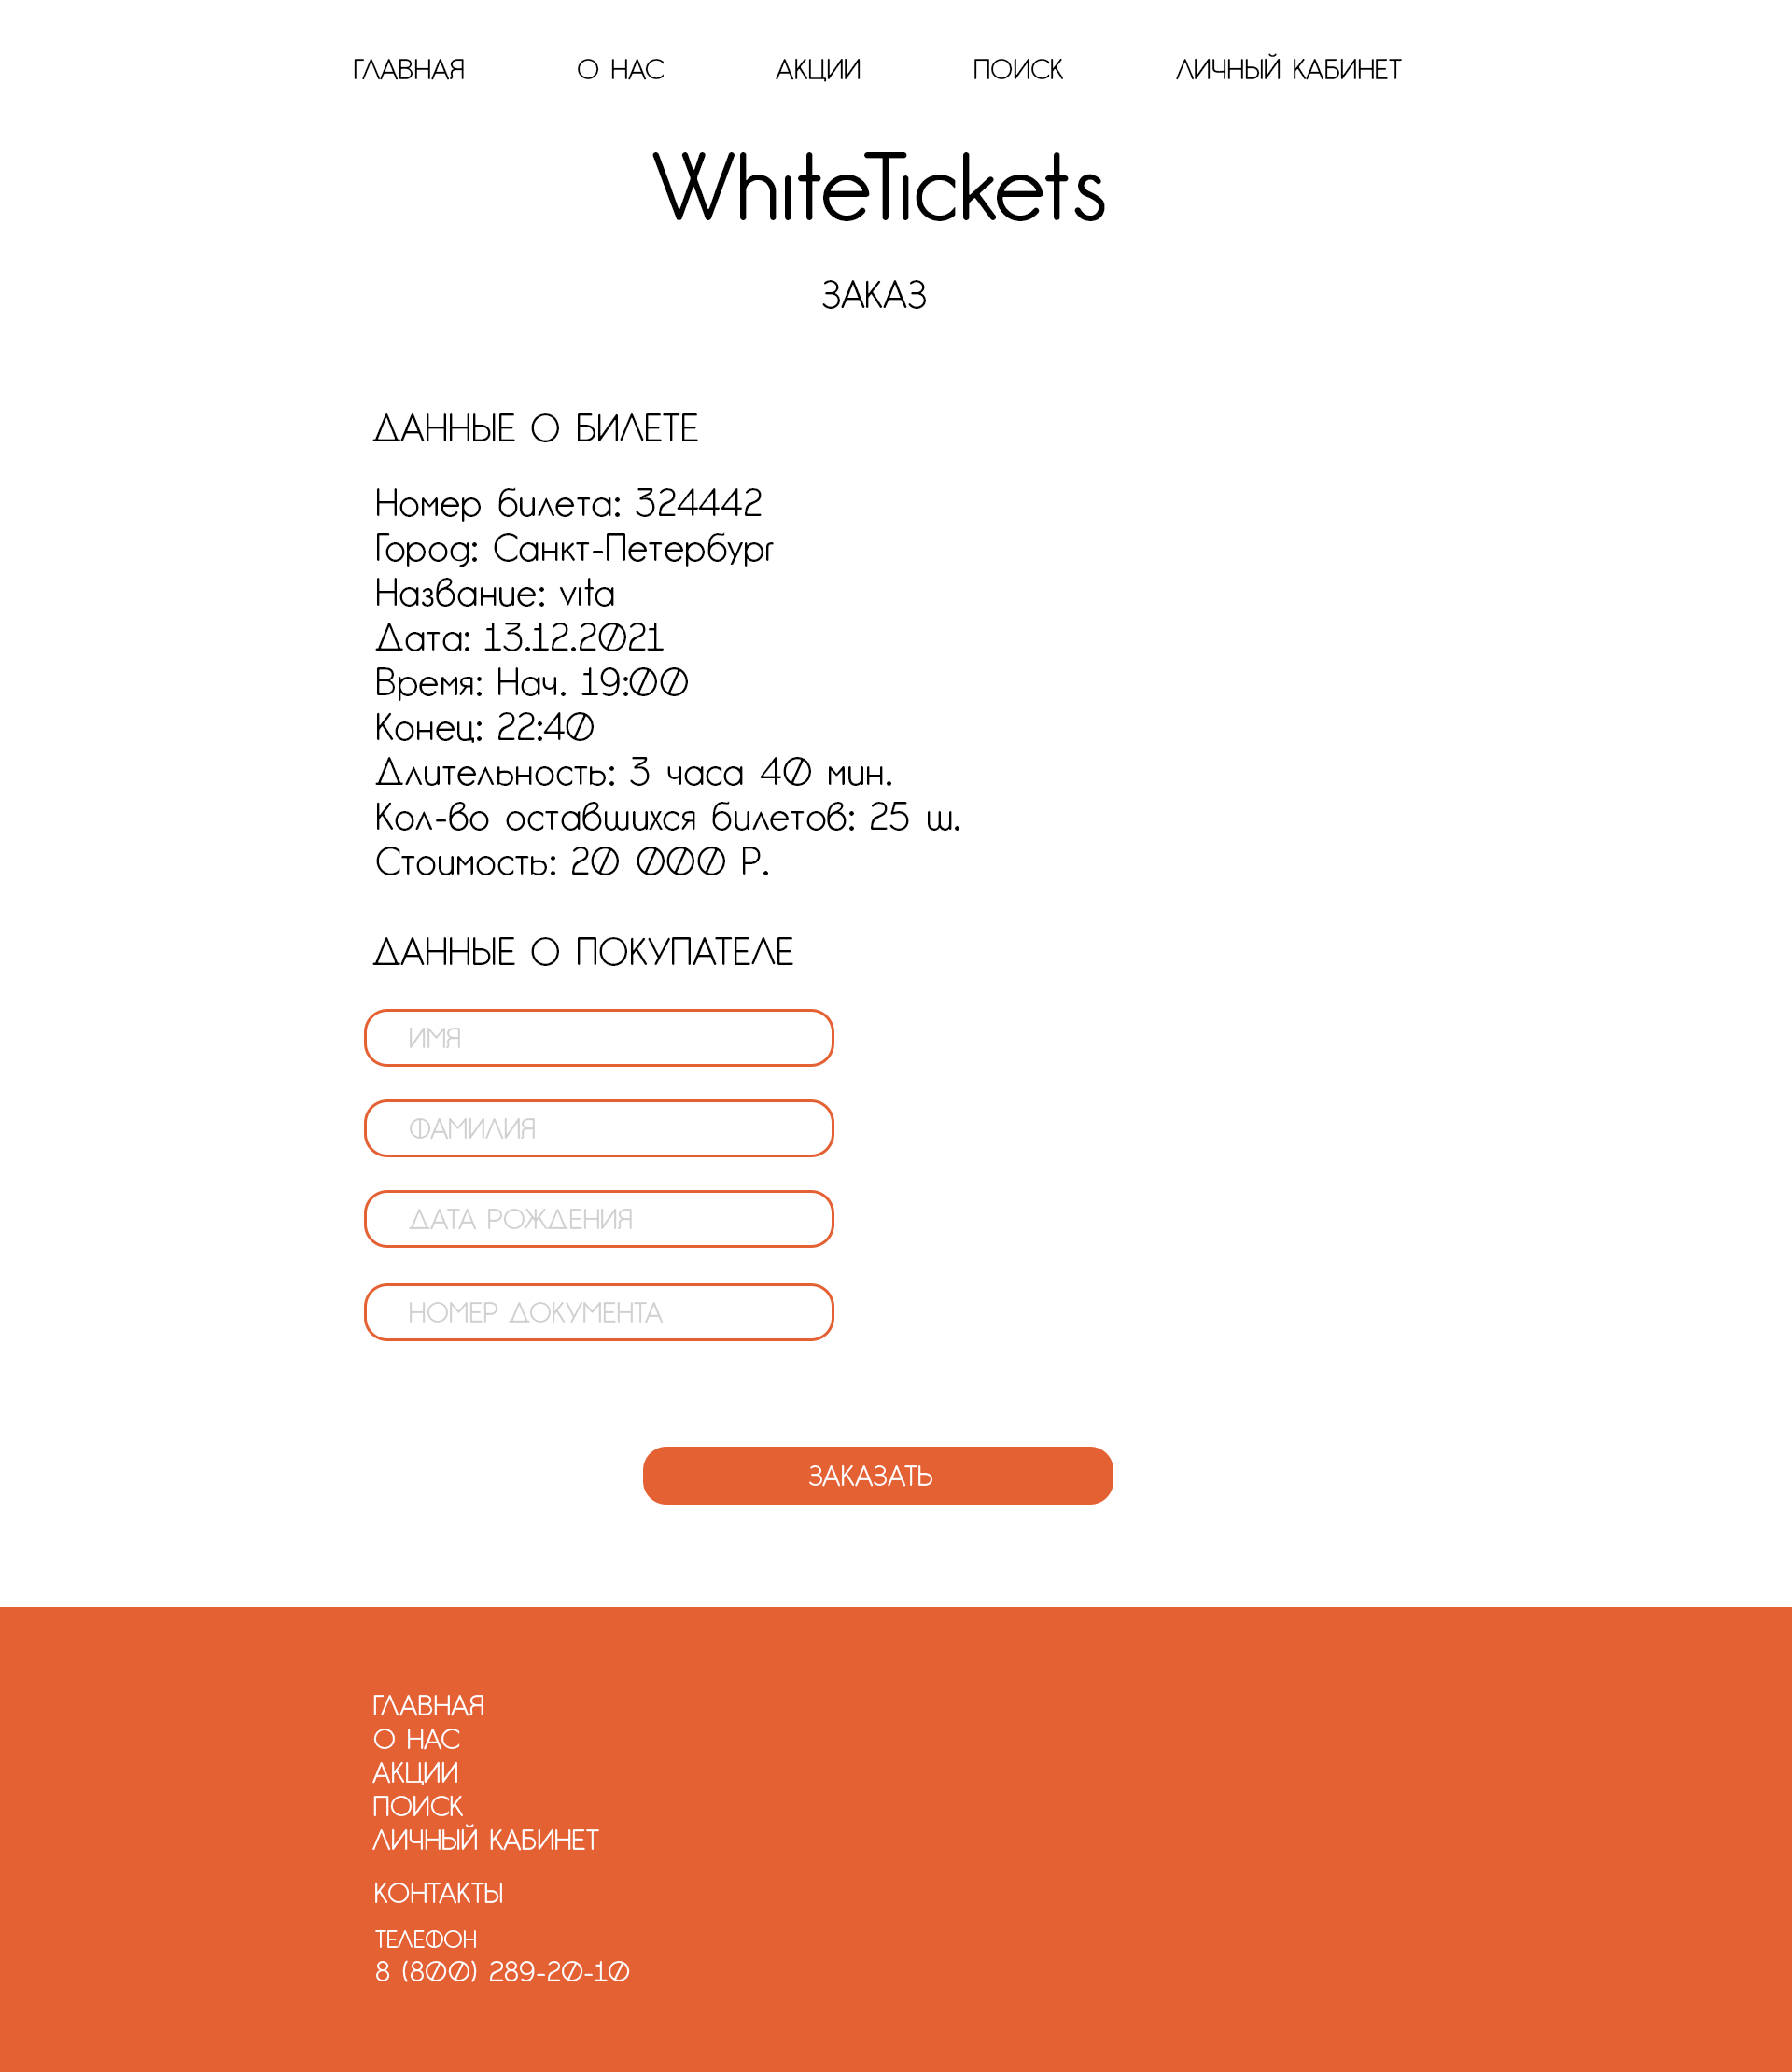 ГЛАВНАЯ О НАС АКЦИИ ПОИСК ЛИЧНЫЙ КАБИНЕТ
WhiteTickets
ЗАКАЗ
ДАННЫЕ О БИЛЕТЕ
Номер билета: 324442
Город: Санкт-Петербург
Название: vita
Дата: 13.12.2021
Время: Нач. 19:00
Конец: 22:40
Длительность: 3 часа 40 мин.
Кол-во оставшихся билетов: 25 ш.
Стоимость: 20 000 Р.
ДАННЫЕ О ПОКУПАТЕЛЕ
ИМЯ
ФАМИЛИЯ
ДАТА РОЖДЕНИЯ
НОМЕР ДОКУМЕНТА
ЗАКАЗАТЬ
ГЛАВНАЯ
О НАС
АКЦИИ
ПОИСК
ЛИЧНЫЙ КАБИНЕТ
КОНТАКТЫ
ТЕЛЕФОН
8 (800) 289-20-10